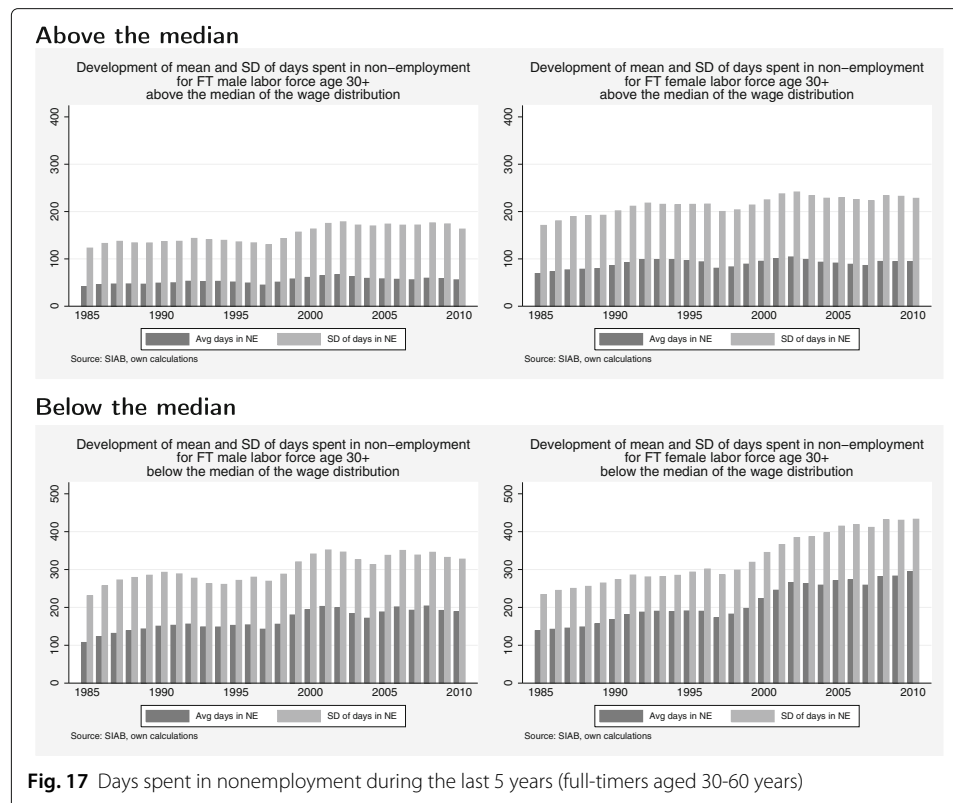 Above the median
Development of mean and SD of days spent in non−employment
for FT male labor force age 30+
above the median of the wage distribution
400
300
200
100
0
1985 1990 1995 2000 2005 2010
Avg days in NE SD of days in NE
Source: SIAB, own calculations
Development of mean and SD of days spent in non−employment
for FT female labor force age 30+
above the median of the wage distribution
400
300
200
100
0
1985 1990 1995 2000 2005 2010
Avg days in NE SD of days in NE
Source: SIAB, own calculations
Below the median
Development of mean and SD of days spent in non−employment
for FT male labor force age 30+
below the median of the wage distribution
500
400
300
200
100
0
1985 1990 1995 2000 2005 2010
Avg days in NE SD of days in NE
Source: SIAB, own calculations
Development of mean and SD of days spent in non−employment
for FT female labor force age 30+
below the median of the wage distribution
500
400
300
200
100
0
1985 1990 1995 2000 2005 2010
Avg days in NE SD of days in NE
Source: SIAB, own calculations
Fig. 17 Days spent in nonemployment during the last 5 years (full-timers aged 30-60 years)